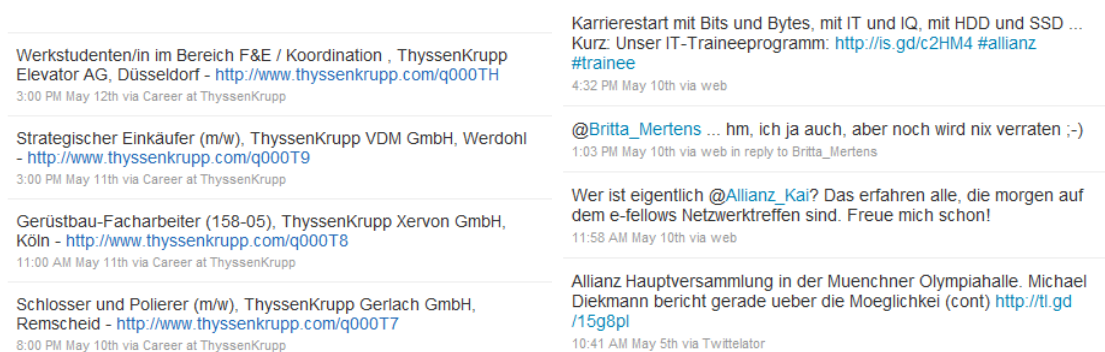 Werkstudenten/in im Bereich F&E / Koordination , ThyssenKrupp
Elevator AG, Düsseldorf - http://www.thyssenkrupp.com/q000TH
3:00 PM May 12th via Career at ThyssenKrupp
Strategischer Einkäufer (m/w), ThyssenKrupp VDM GmbH, Werdohl
- http://www.thyssenkrupp.com/q000T9
3:00 PM May 11th via Career at ThyssenKrupp
Gerüstbau-Facharbeiter (158-05), ThyssenKrupp Xervon GmbH,
Köln - http://www.thyssenkrupp.com/q000T8
11:00 AM May 11th via Career at ThyssenKrupp
Schlosser und Polierer (m/w), ThyssenKrupp Gerlach GmbH,
Remscheid - http://www.thyssenkrupp.com/q000T7
8:00 PM May 10th via Career at ThyssenKrupp
Karrierestart mit Bits und Bytes, mit IT und IQ, mit HDD und SSD ...
Kurz: Unser IT-Traineeprogramm: http://is.gd/c2HM4 #allianz
#trainee
4:32 PM May 10th via web
@Britta_Mertens ... hm, ich ja auch, aber noch wird nix verraten ;-)
1:03 PM May 10th via web in reply to Britta_Mertens
Wer ist eigentlich @Allianz_Kai? Das erfahren alle, die morgen auf
dem e-fellows Netzwerktreffen sind. Freue mich schon!
11:58 AM May 10th via web
Allianz Hauptversammlung in der Muenchner Olympiahalle. Michael
Diekmann bericht gerade ueber die Moeglichkei (cont) http://tl.gd
/15g8pl
10:41 AM May 5th via Twittelator